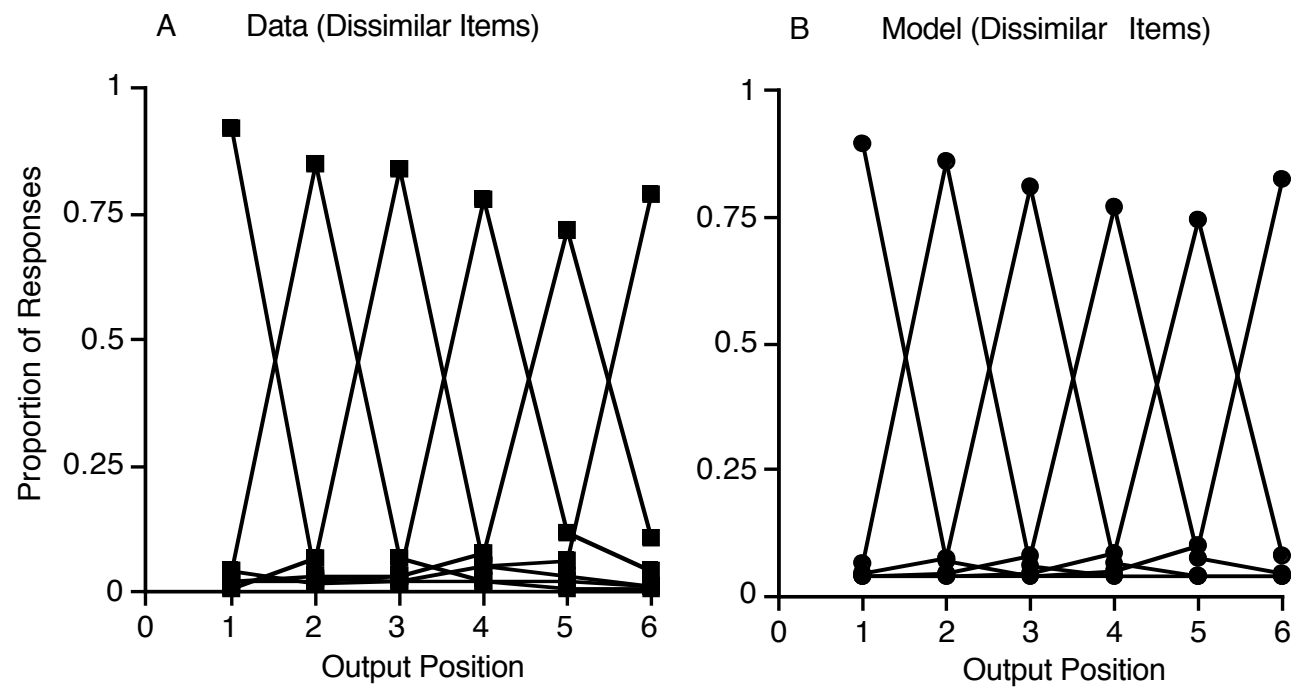 A Data (Dissimilar Items)
1
0.75
0.5
0.25
0
0 1 2 3 4 5 6
Output Position
Proportion of Responses
B Model (Dissimilar Items)
1
0.75
0.5
0.25
0
0 1 2 3 4 5 6
Output Position